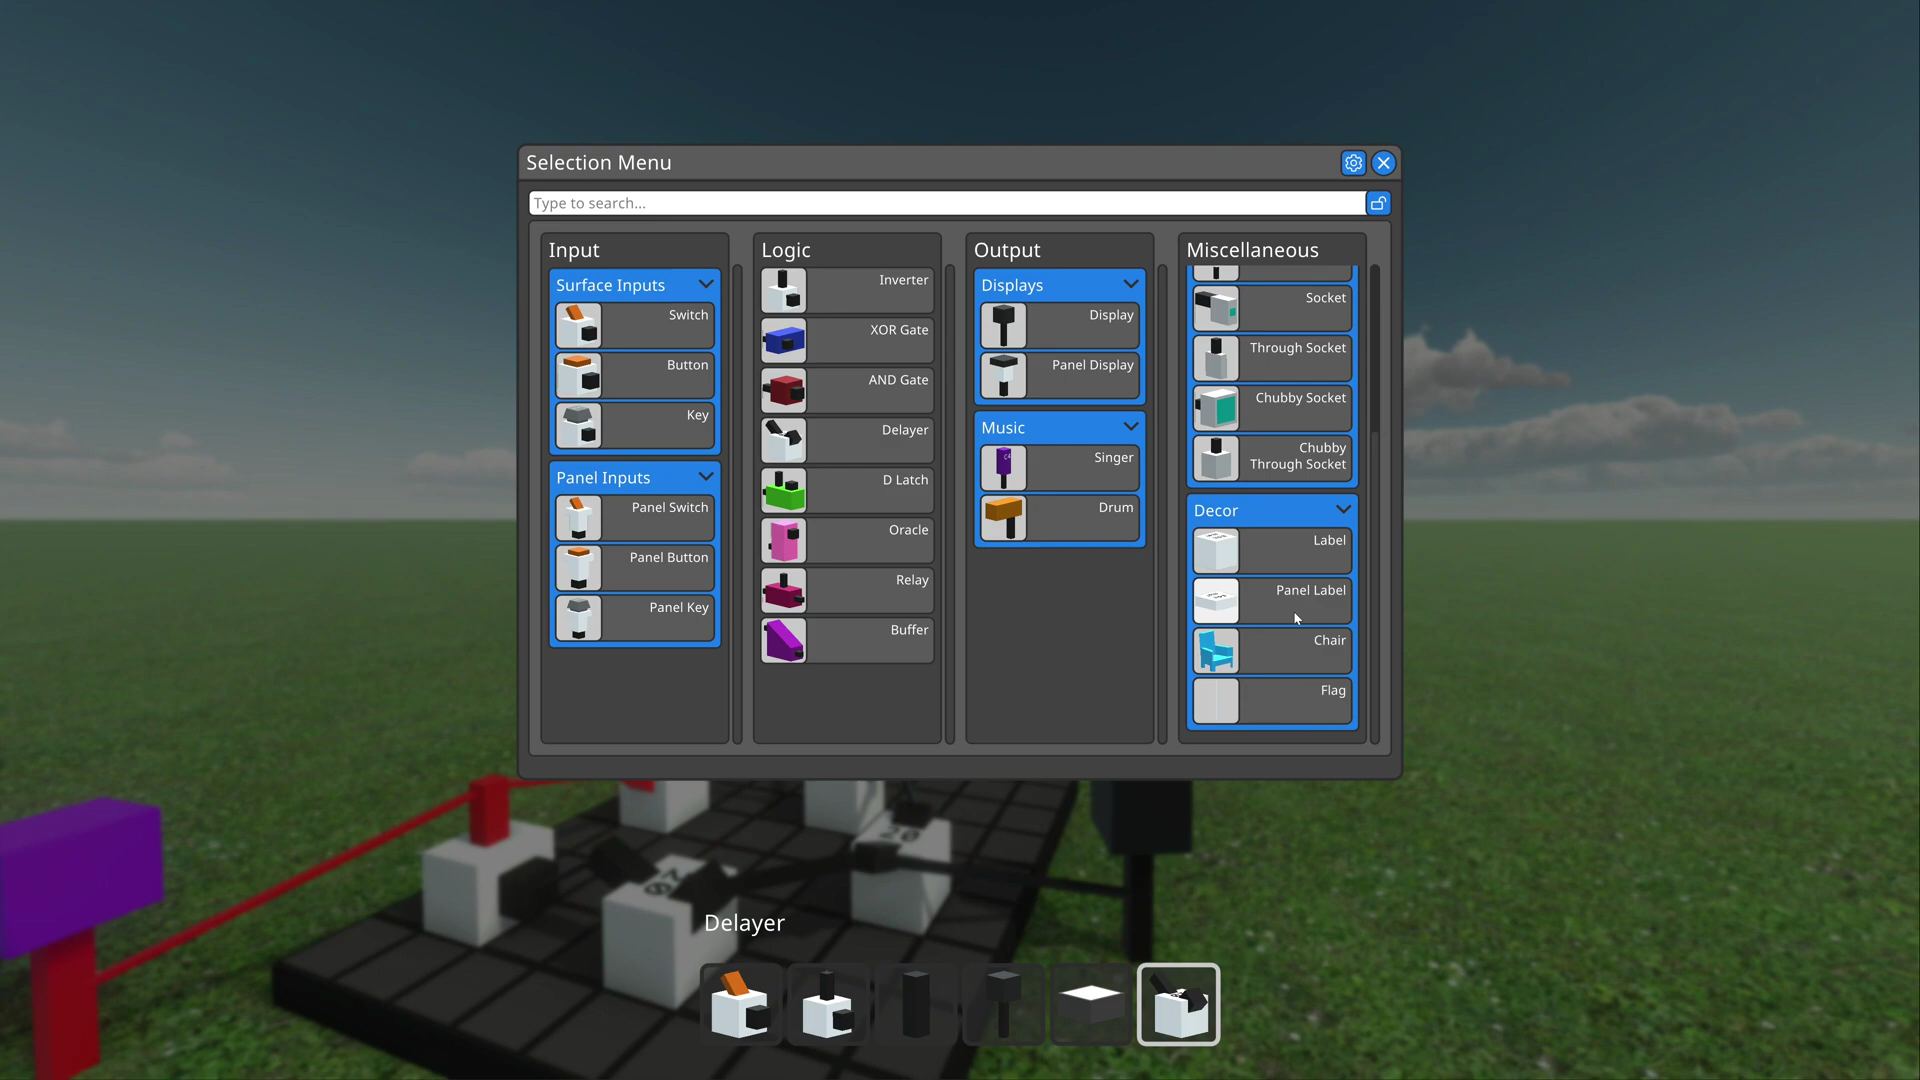 Selection Menu
Type to search...
Input
Surface Inputs
Switch
Button
Key
Panel Inputs
Panel Switch
Panel Button
Panel Key
Logic
Inverter
XOR Gate
AND Gate
Delayer
D Latch
Oracle
Relay
Buffer
Output
Displays
Display
Panel Display
Music
Singer
Drum
Miscellaneous
Socket
Through Socket
Chubby Socket
Chubby
Through Socket
Decor
Label
Panel Label
Chair
Flag
20
07
Delayer